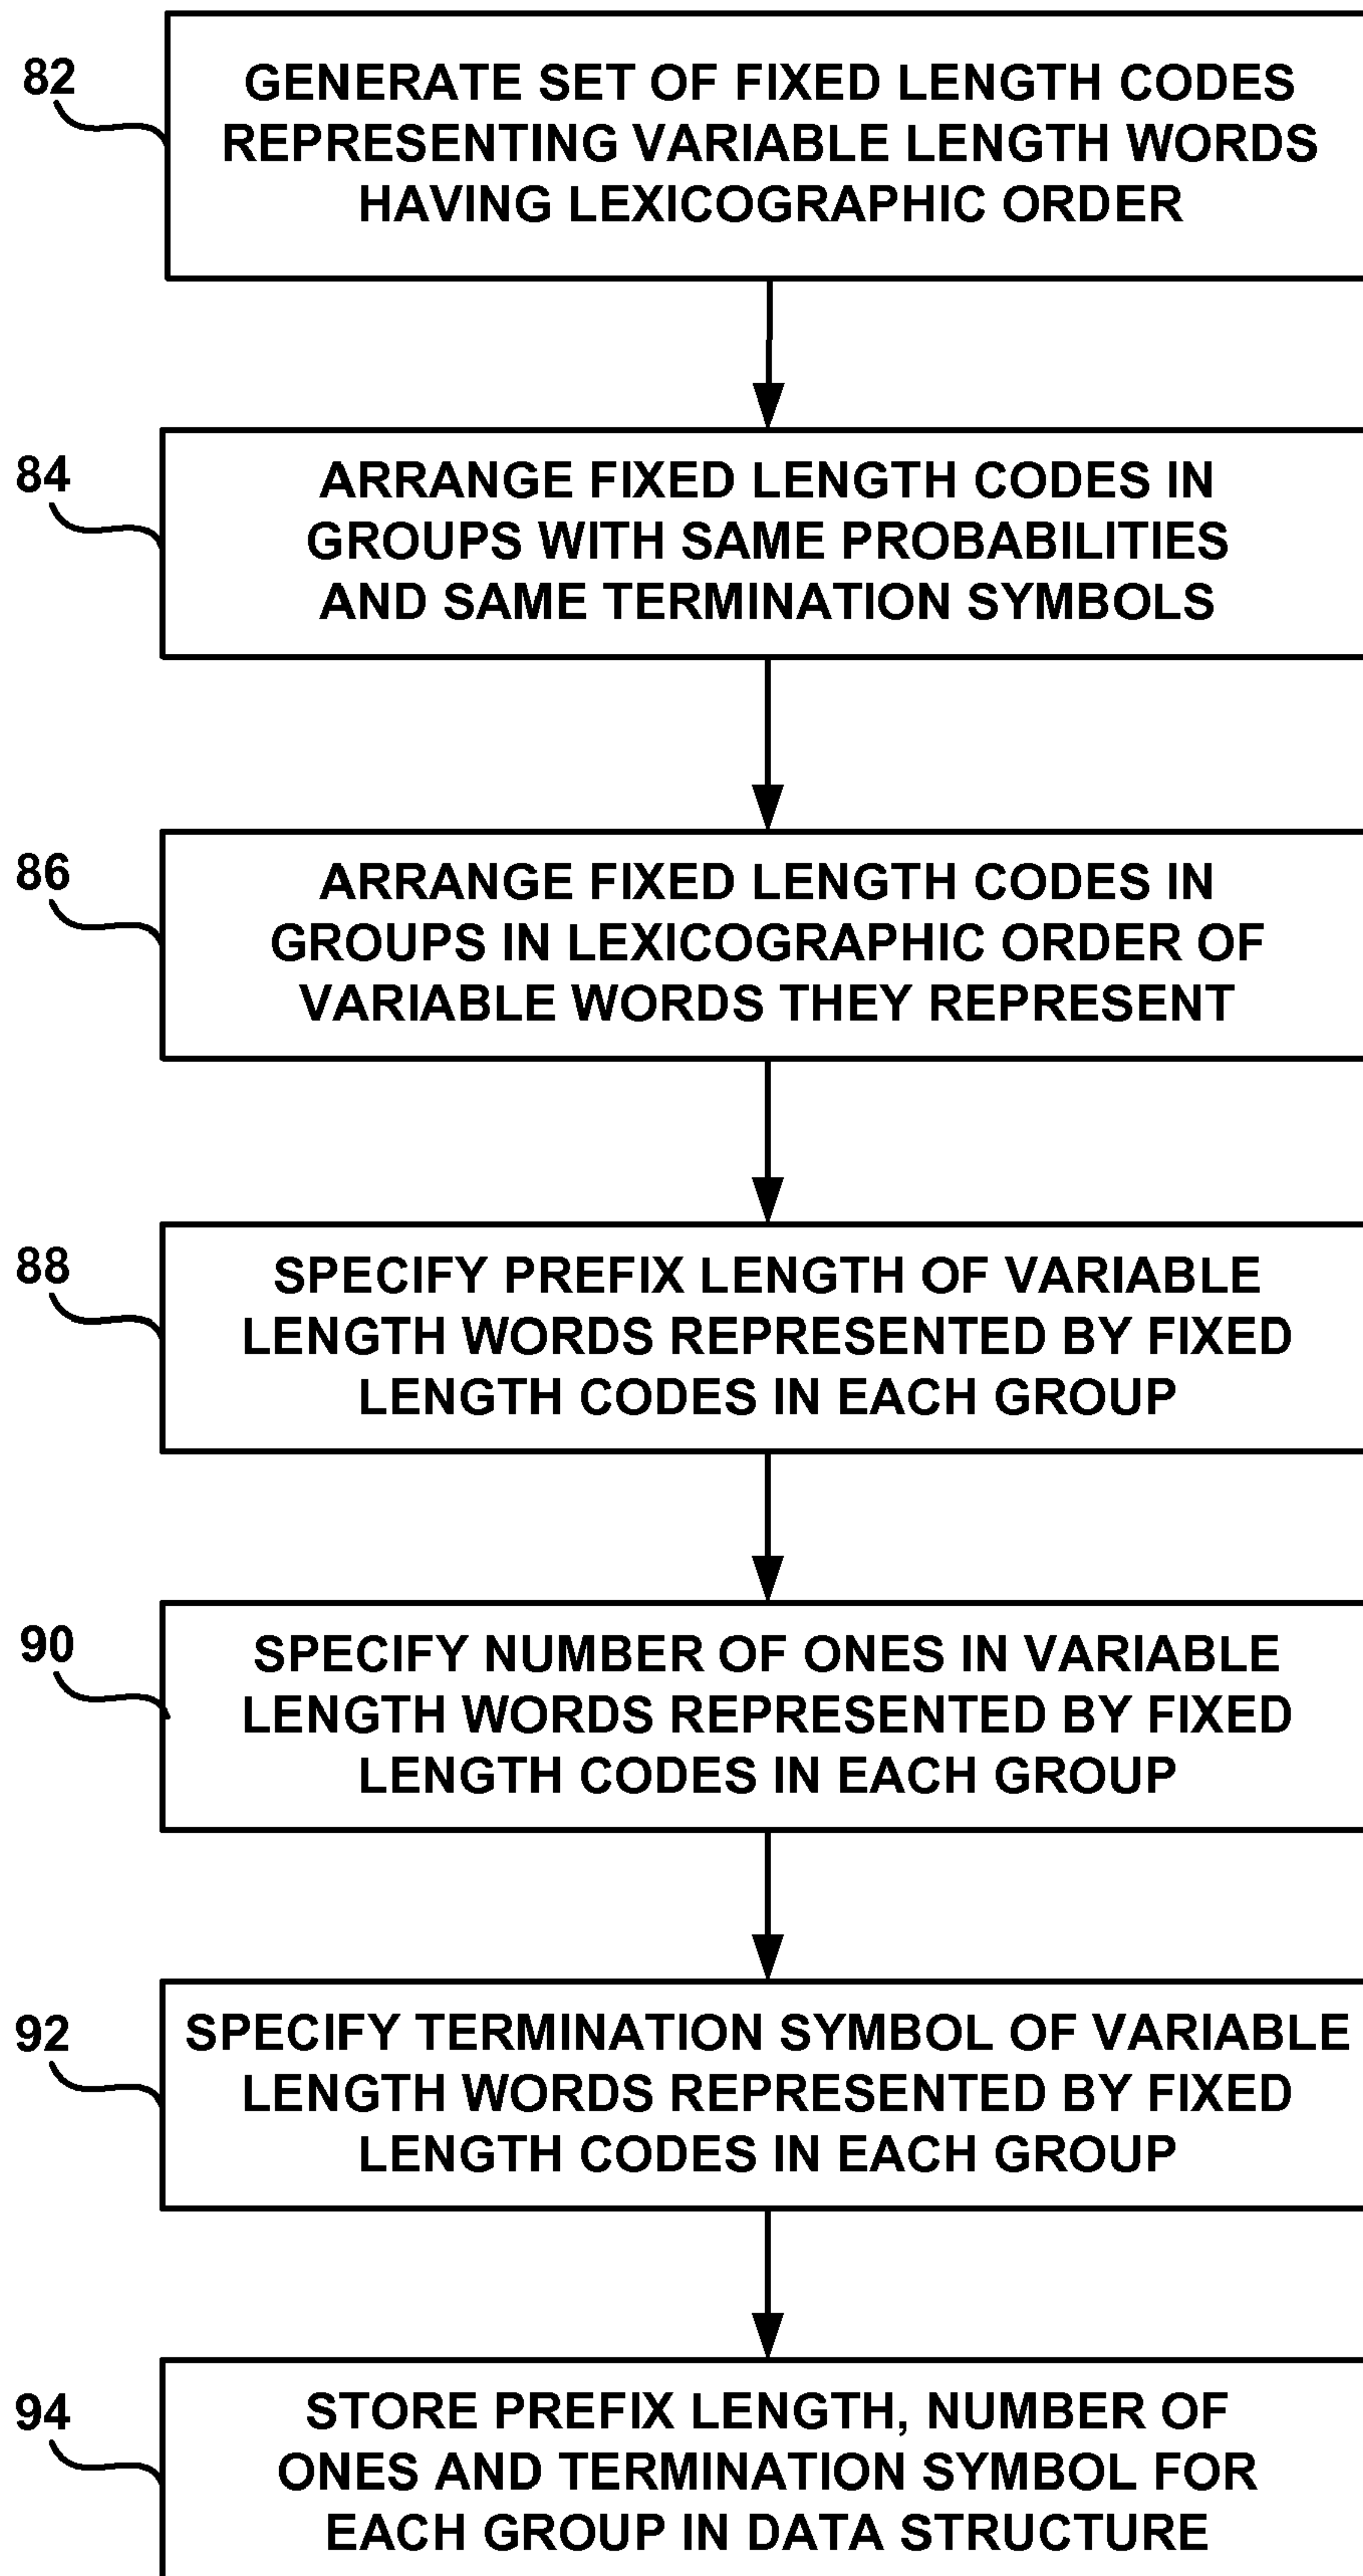 82
GENERATE SET OF FIXED LENGTH CODES
REPRESENTING VARIABLE LENGTH WORDS
HAVING LEXICOGRAPHIC ORDER
84
ARRANGE FIXED LENGTH CODES IN
GROUPS WITH SAME PROBABILITIES
AND SAME TERMINATION SYMBOLS
86
ARRANGE FIXED LENGTH CODES IN
GROUPS IN LEXICOGRAPHIC ORDER OF
VARIABLE WORDS THEY REPRESENT
88
SPECIFY PREFIX LENGTH OF VARIABLE
LENGTH WORDS REPRESENTED BY FIXED
LENGTH CODES IN EACH GROUP
90
SPECIFY NUMBER OF ONES IN VARIABLE
LENGTH WORDS REPRESENTED BY FIXED
LENGTH CODES IN EACH GROUP
92
SPECIFY TERMINATION SYMBOL OF VARIABLE
LENGTH WORDS REPRESENTED BY FIXED
LENGTH CODES IN EACH GROUP
94
STORE PREFIX LENGTH, NUMBER OF
ONES AND TERMINATION SYMBOL FOR
EACH GROUP IN DATA STRUCTURE